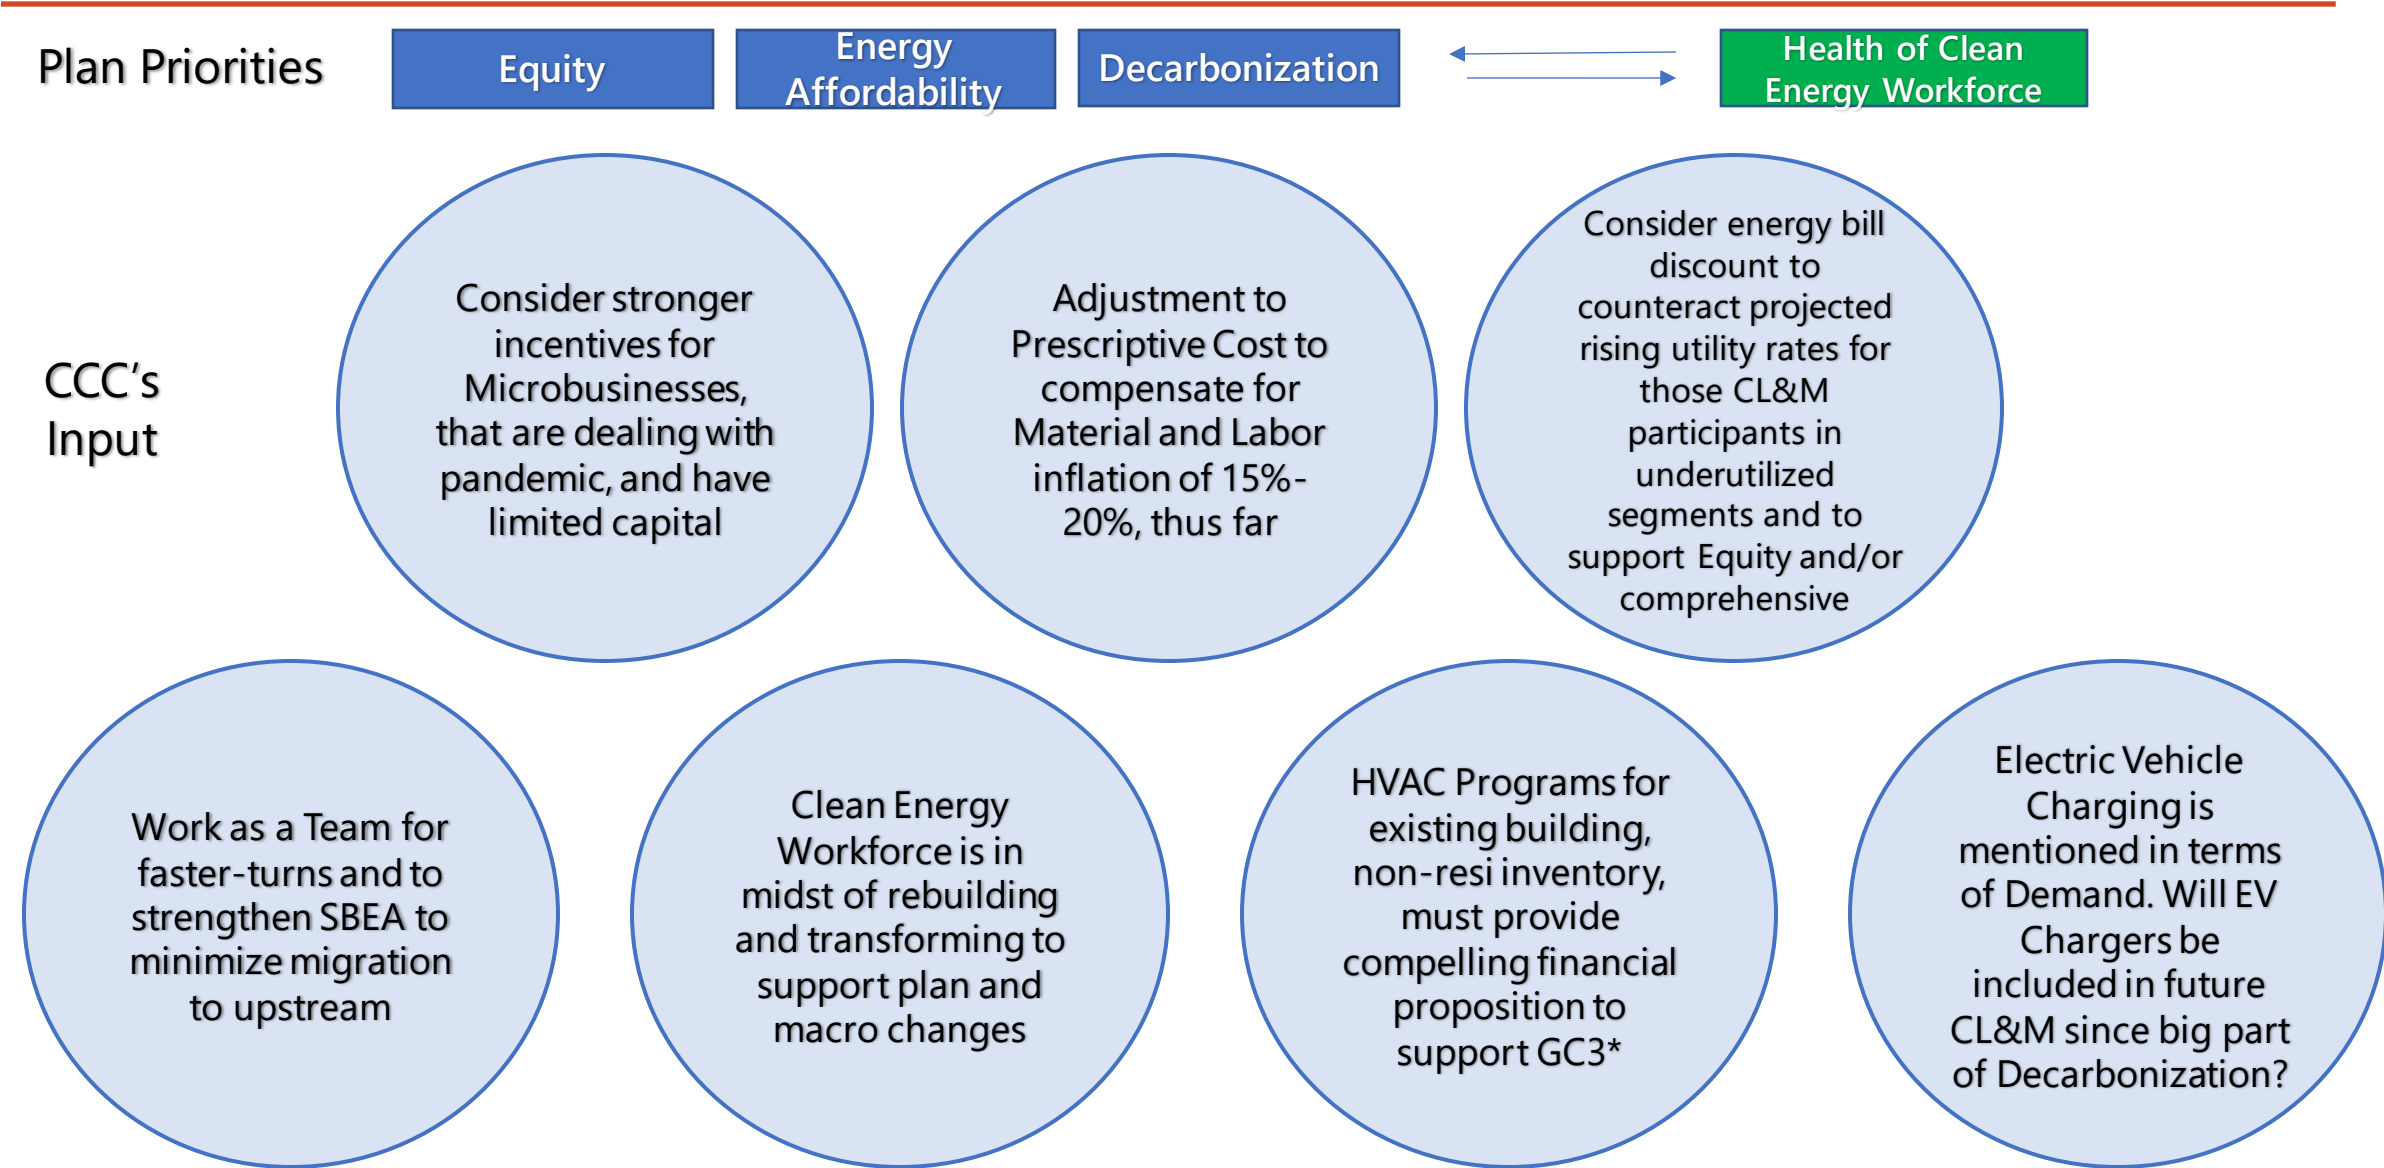 Plan Priorities
Equity
Energy
Affordability
Decarbonization
Health of Clean
Energy Workforce
CCC's
Input
Consider stronger
incentives for
Microbusinesses,
that are dealing with
pandemic, and have
limited capital
Adjustment to
Prescriptive Cost to
compensate for
Material and Labor
inflation of 15%-
20%, thus far
Consider energy bill
discount to
counteract projected
rising utility rates for
those CL&M
participants in
underutilized
segments and to
support Equity and/or
comprehensive
Work as a Team for
faster-turns and to
strengthen SBEA to
minimize migration
to upstream
Clean Energy
Workforce is in
midst of rebuilding
and transforming to
support plan and
macro changes
HVAC Programs for
existing building,
non-resi inventory,
must provide
compelling financial
proposition to
support GC3*
Electric Vehicle
Charging is
mentioned in terms
of Demand. Will EV
Chargers be
included in future
CL&M since big part
of Decarbonization?